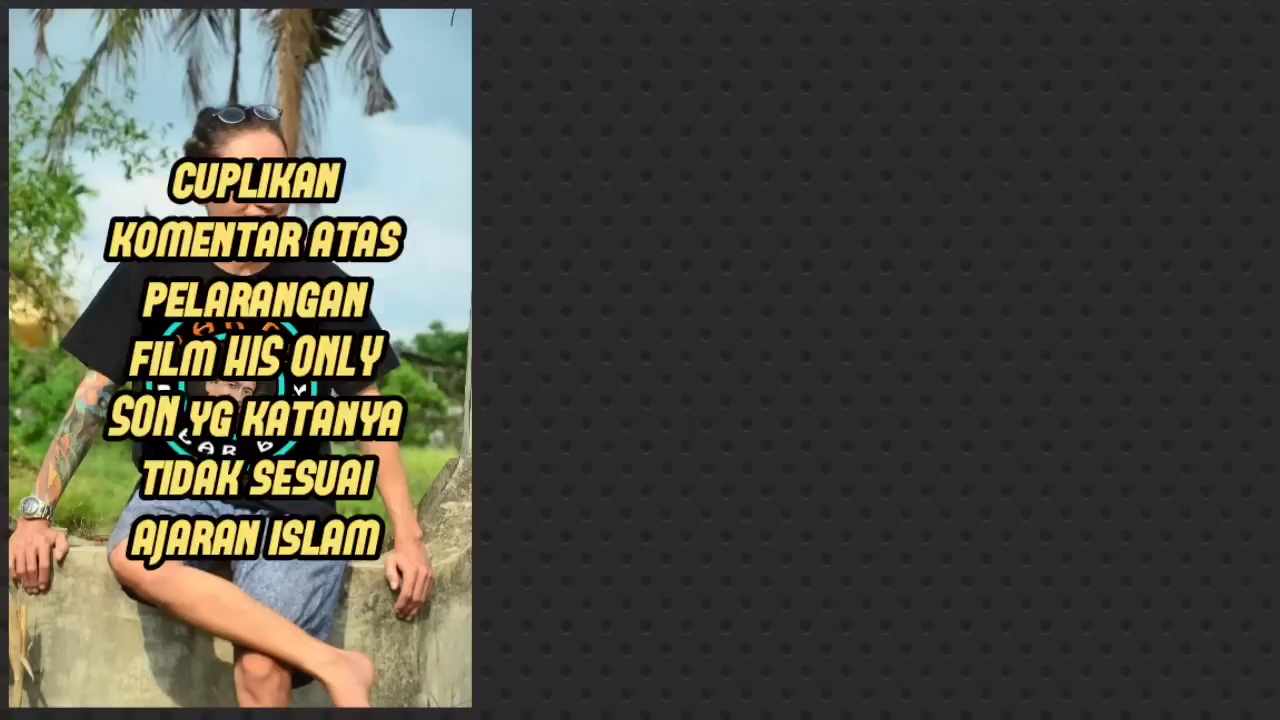 CUPLIKAN
KOMENTAR ATAS
PELARANGAN
FILM HIS ONLY
SON YG KATANYA
TIDAK SESUAI
AJARAN ISLAM